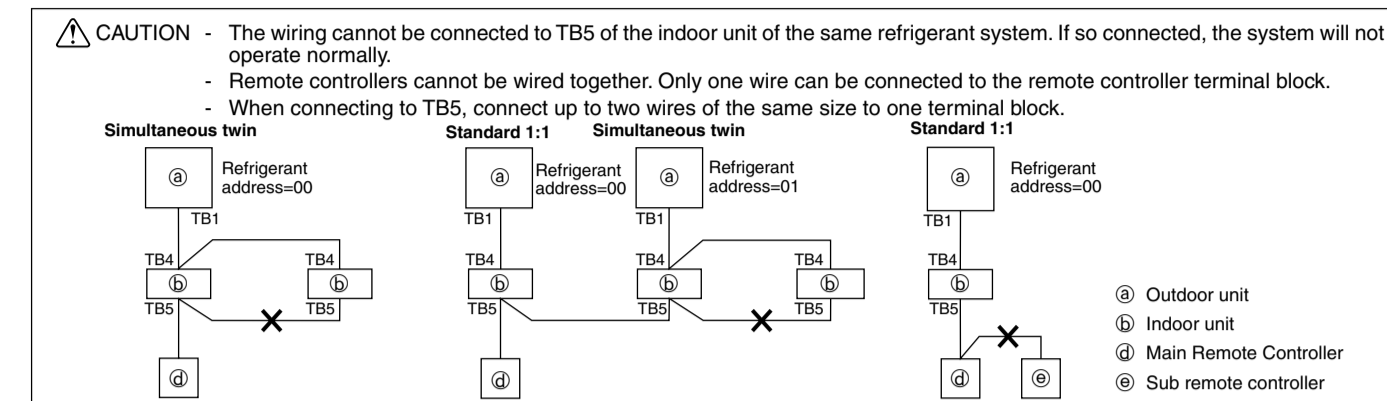 CAUTION - The wiring cannot be connected to TB5 of the indoor unit of the same refrigerant system. If so connected, the system will not
operate normally.
- Remote controllers cannot be wired together. Only one wire can be connected to the remote controller terminal block.
- When connecting to TB5, connect up to two wires of the same size to one terminal block.
Simultaneous twin
ⓐ
Refrigerant
address=00
TB1
TB4
TB4
ⓑ
ⓑ
TB5
TB5
ⓓ
Standard 1:1
Simultaneous twin
ⓐ
Refrigerant
address=00
ⓐ
Refrigerant
address=01
TB1
TB1
TB4
TB4
TB4
ⓑ
ⓑ
ⓑ
TB5
TB5
TB5
ⓓ
Standard 1:1
ⓐ
Refrigerant
address=00
TB1
TB4
ⓑ
TB5
ⓓ
ⓔ
ⓐ Outdoor unit
ⓑ Indoor unit
ⓓ Main Remote Controller
ⓔ Sub remote controller